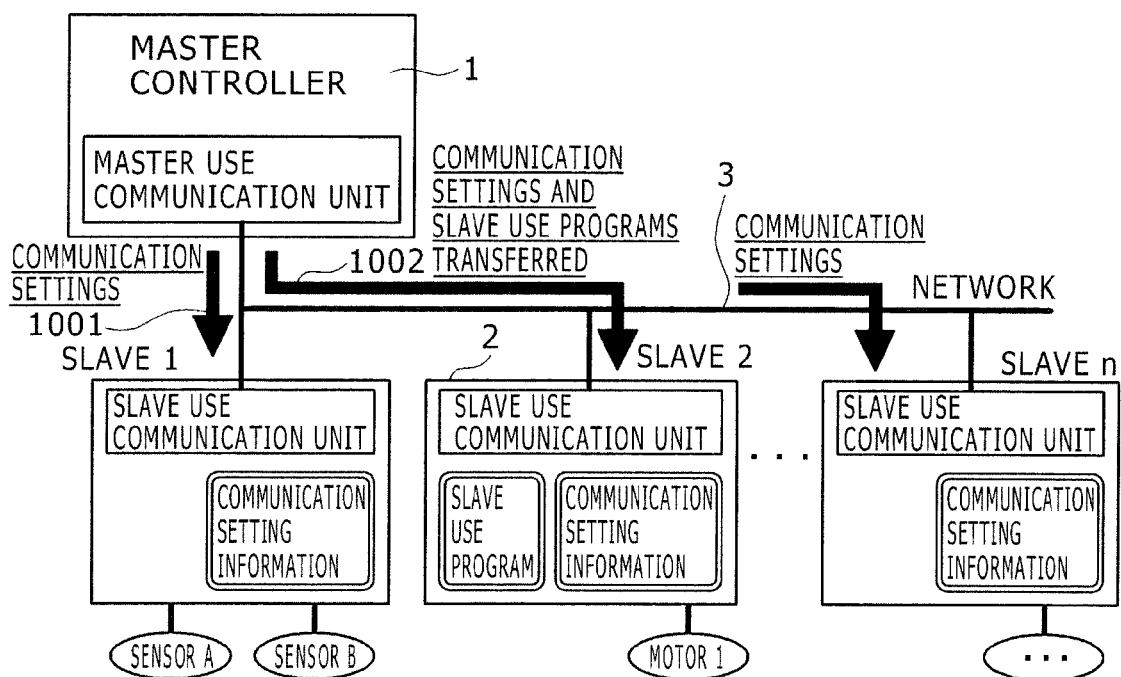 MASTER
CONTROLLER
1
MASTER USE
COMMUNICATION UNIT
COMMUNICATION
SETTINGS AND
SLAVE USE PROGRAMS
TRANSFERRED
3
COMMUNICATION
SETTINGS
COMMUNICATION
SETTINGS
1001
1002
NETWORK
SLAVE 1
2
SLAVE 2
SLAVE n
SLAVE USE
COMMUNICATION UNIT
COMMUNICATION
SETTING
INFORMATION
SLAVE USE
COMMUNICATION UNIT
SLAVE
USE
PROGRAM
COMMUNICATION
SETTING
INFORMATION
. . .
SLAVE USE
COMMUNICATION UNIT
COMMUNICATION
SETTING
INFORMATION
SENSOR A
SENSOR B
MOTOR 1
...